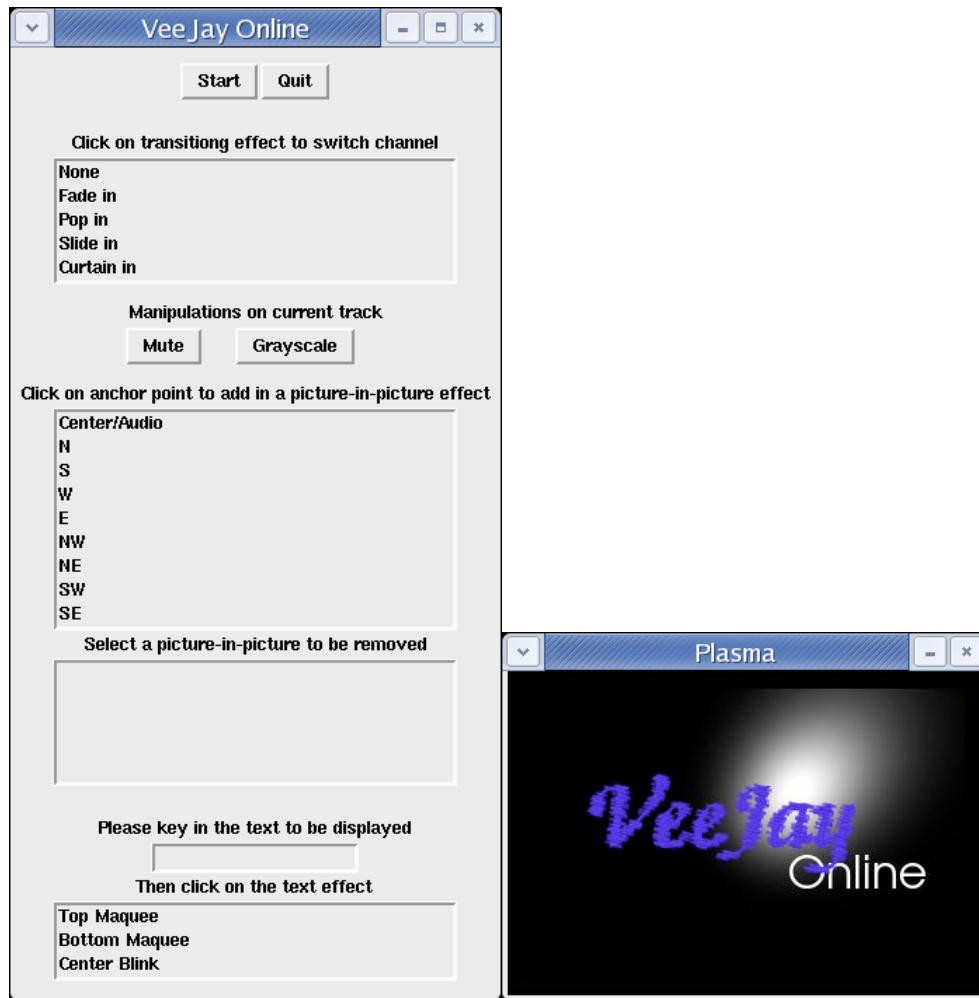 Vee Jay Online
Start Quit
Click on transitiong effect to switch channel
None
Fade in
Pop in
Slide in
Curtain in
Manipulations on current track
Mute Grayscale
Click on anchor point to add in a picture-in-picture effect
Center/Audio
N
S
W
E
NW
NE
SW
SE
Select a picture-in-picture to be removed
Please key in the text to be displayed
Then click on the text effect
Top Maquee
Bottom Maquee
Center Blink
Plasma
VeeJay
Online